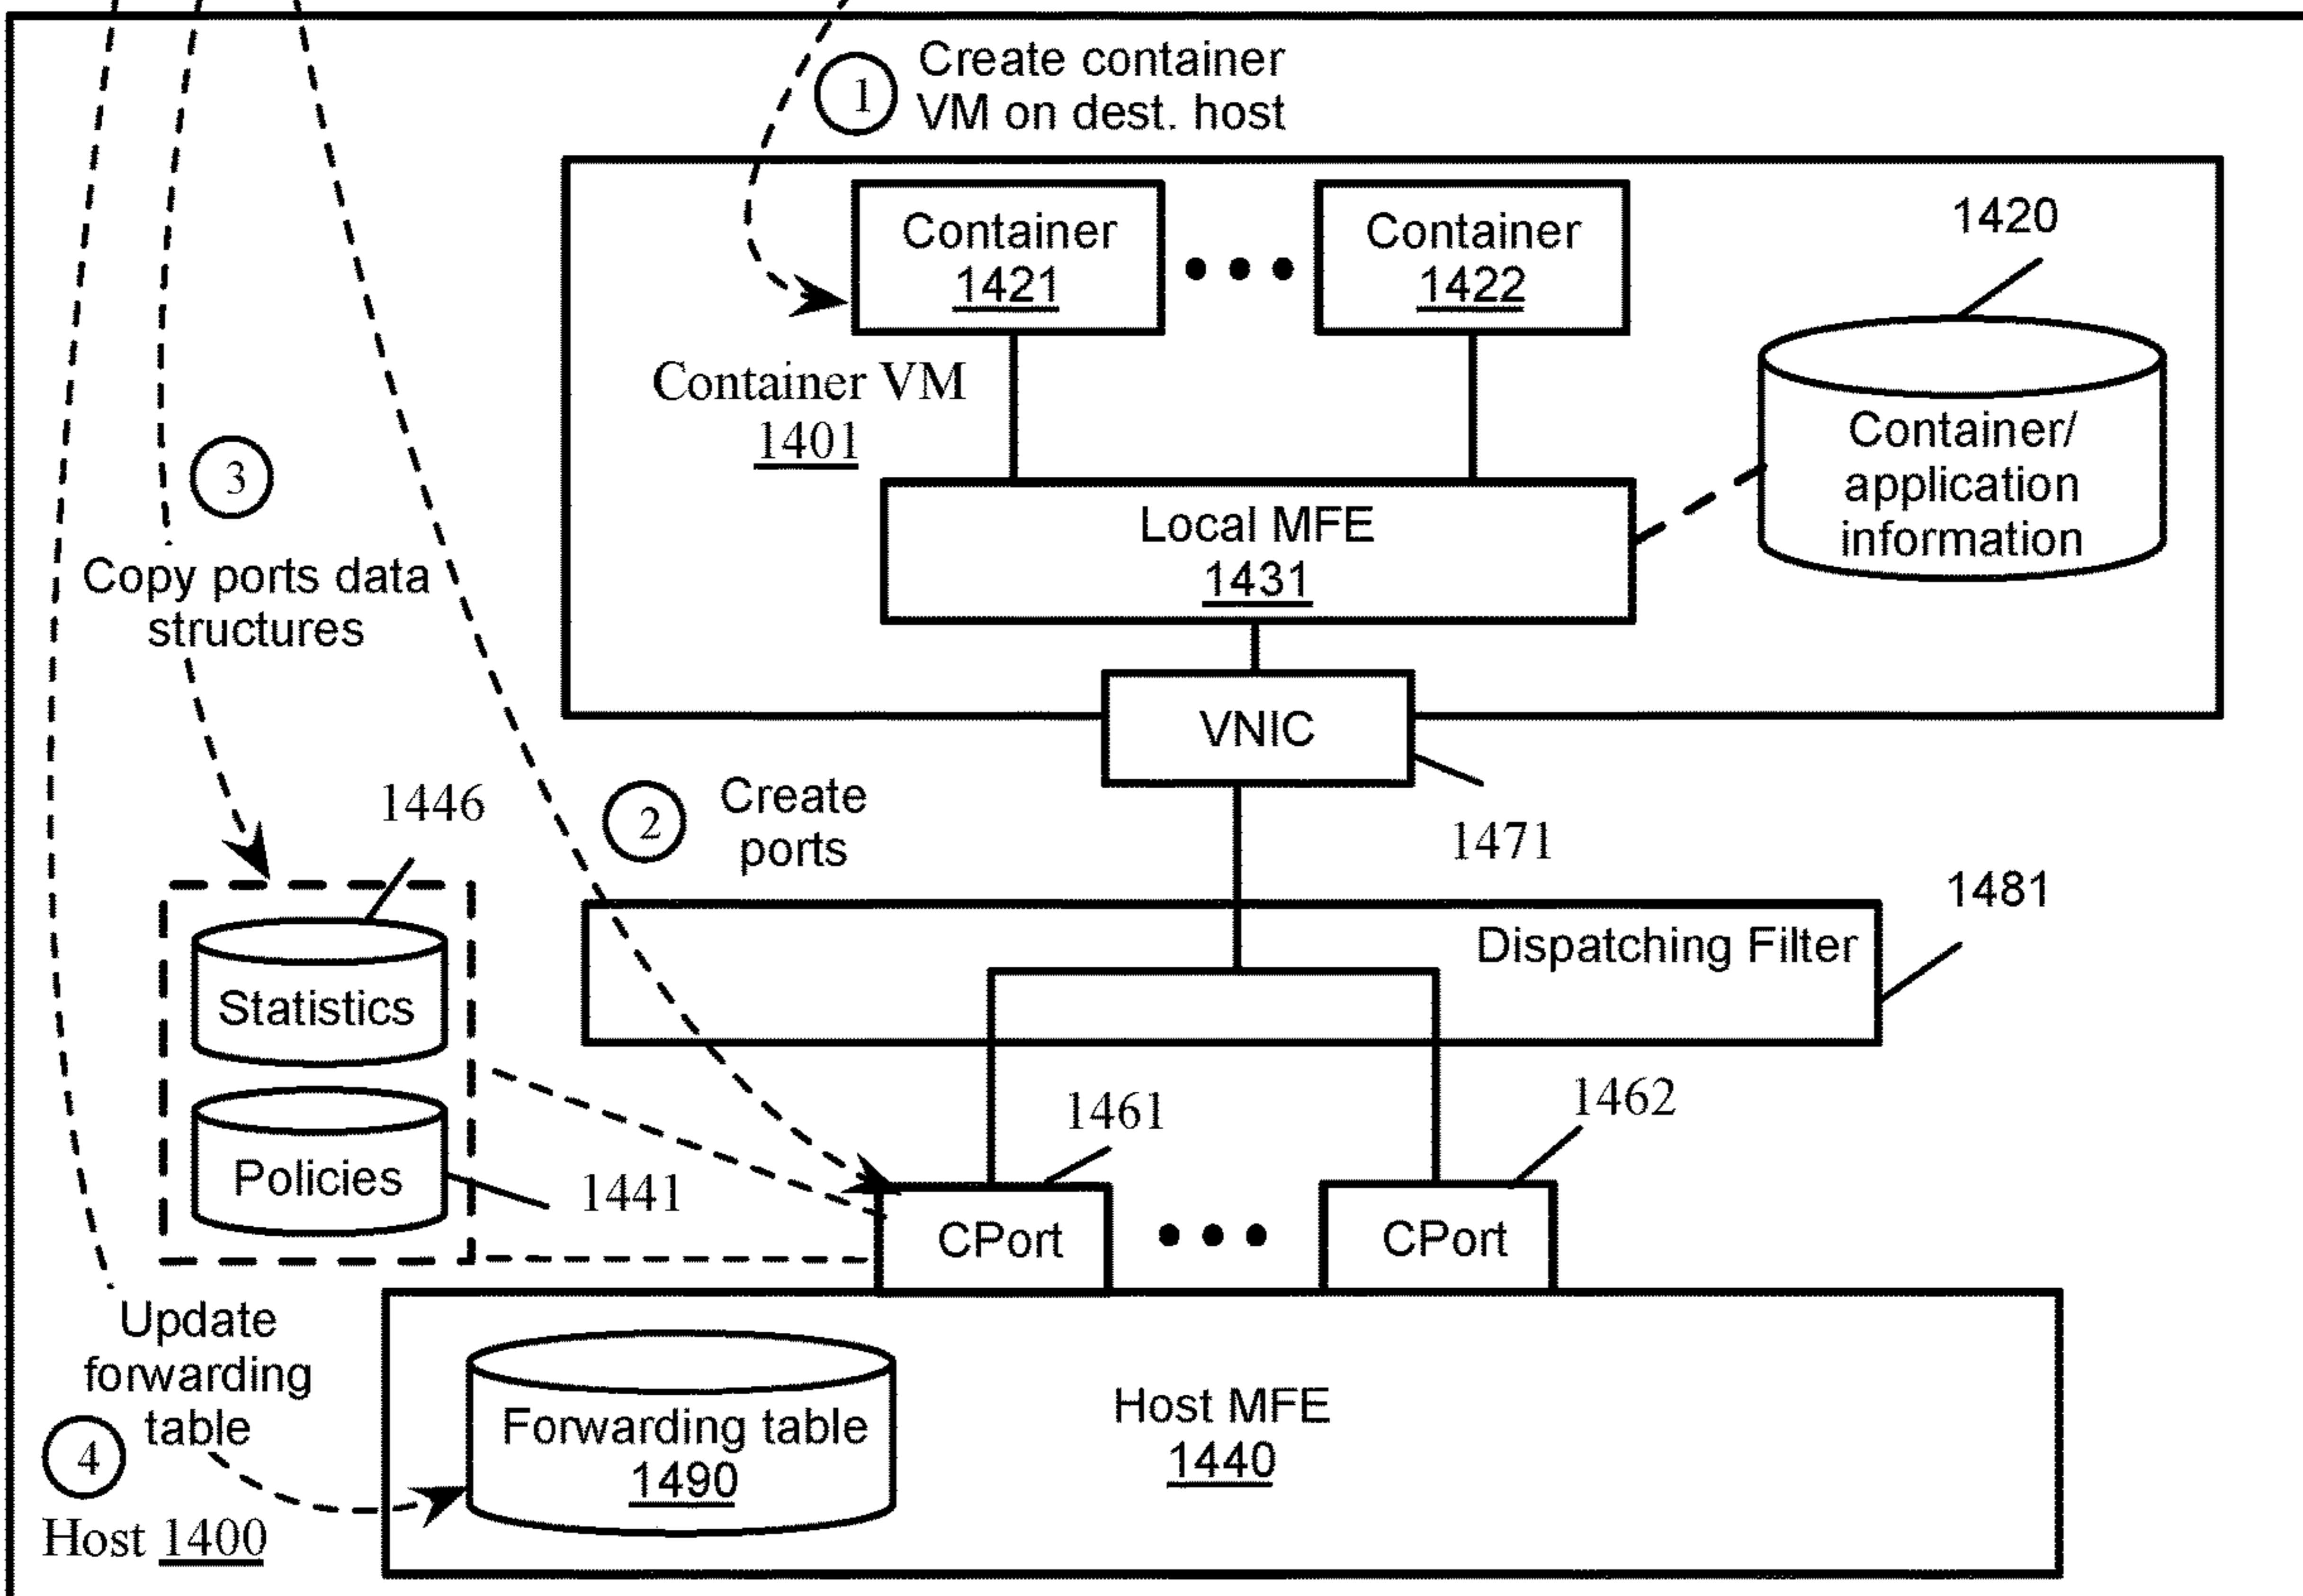 1
Create container
VM on dest. host
Container
1421
Container
1422
1420
Container VM
1401
Container/
application
information
3
Local MFE
1431
Copy ports data
structures
VNIC
1471
1446
2
Create
ports
1481
Dispatching Filter
Statistics
1461
1462
Policies
1441
CPort
CPort
Update
forwarding
table
4
Forwarding table
1490
Host MFE
1440
Host 1400